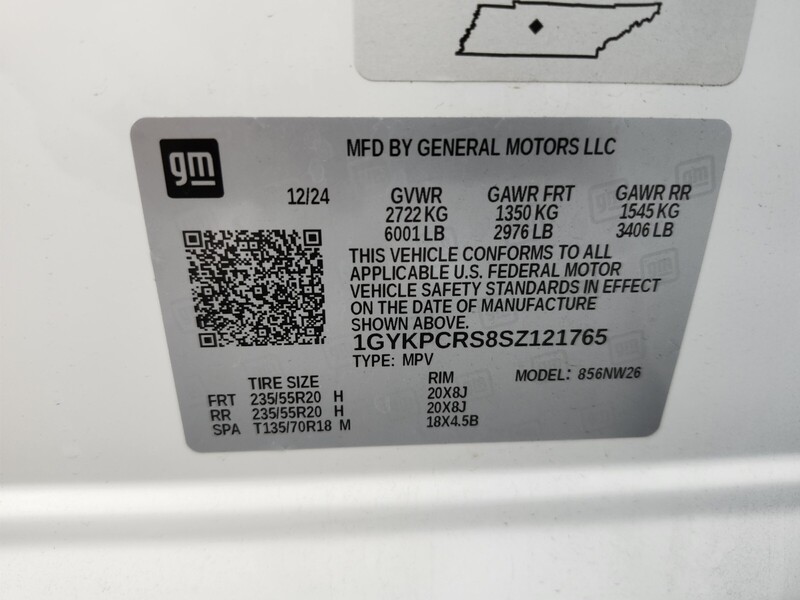 gm
MFD BY GENERAL MOTORS LLC
12/24 GVWR GAWR FRT GAWR RR
2722 KG 1350 KG 1545 KG
6001 LB 2976 LB 3406 LB
THIS VEHICLE CONFORMS TO ALL
APPLICABLE U.S. FEDERAL MOTOR
VEHICLE SAFETY STANDARDS IN EFFECT
ON THE DATE OF MANUFACTURE
SHOWN ABOVE.
1GYKPCRS8SZ121765
TYPE: MPV MODEL: 856NW26
TIRE SIZE RIM
FRT 235/55R20 H 20X8J
RR 235/55R20 H 20X8J
SPA T135/70R18 M 18X4.5B